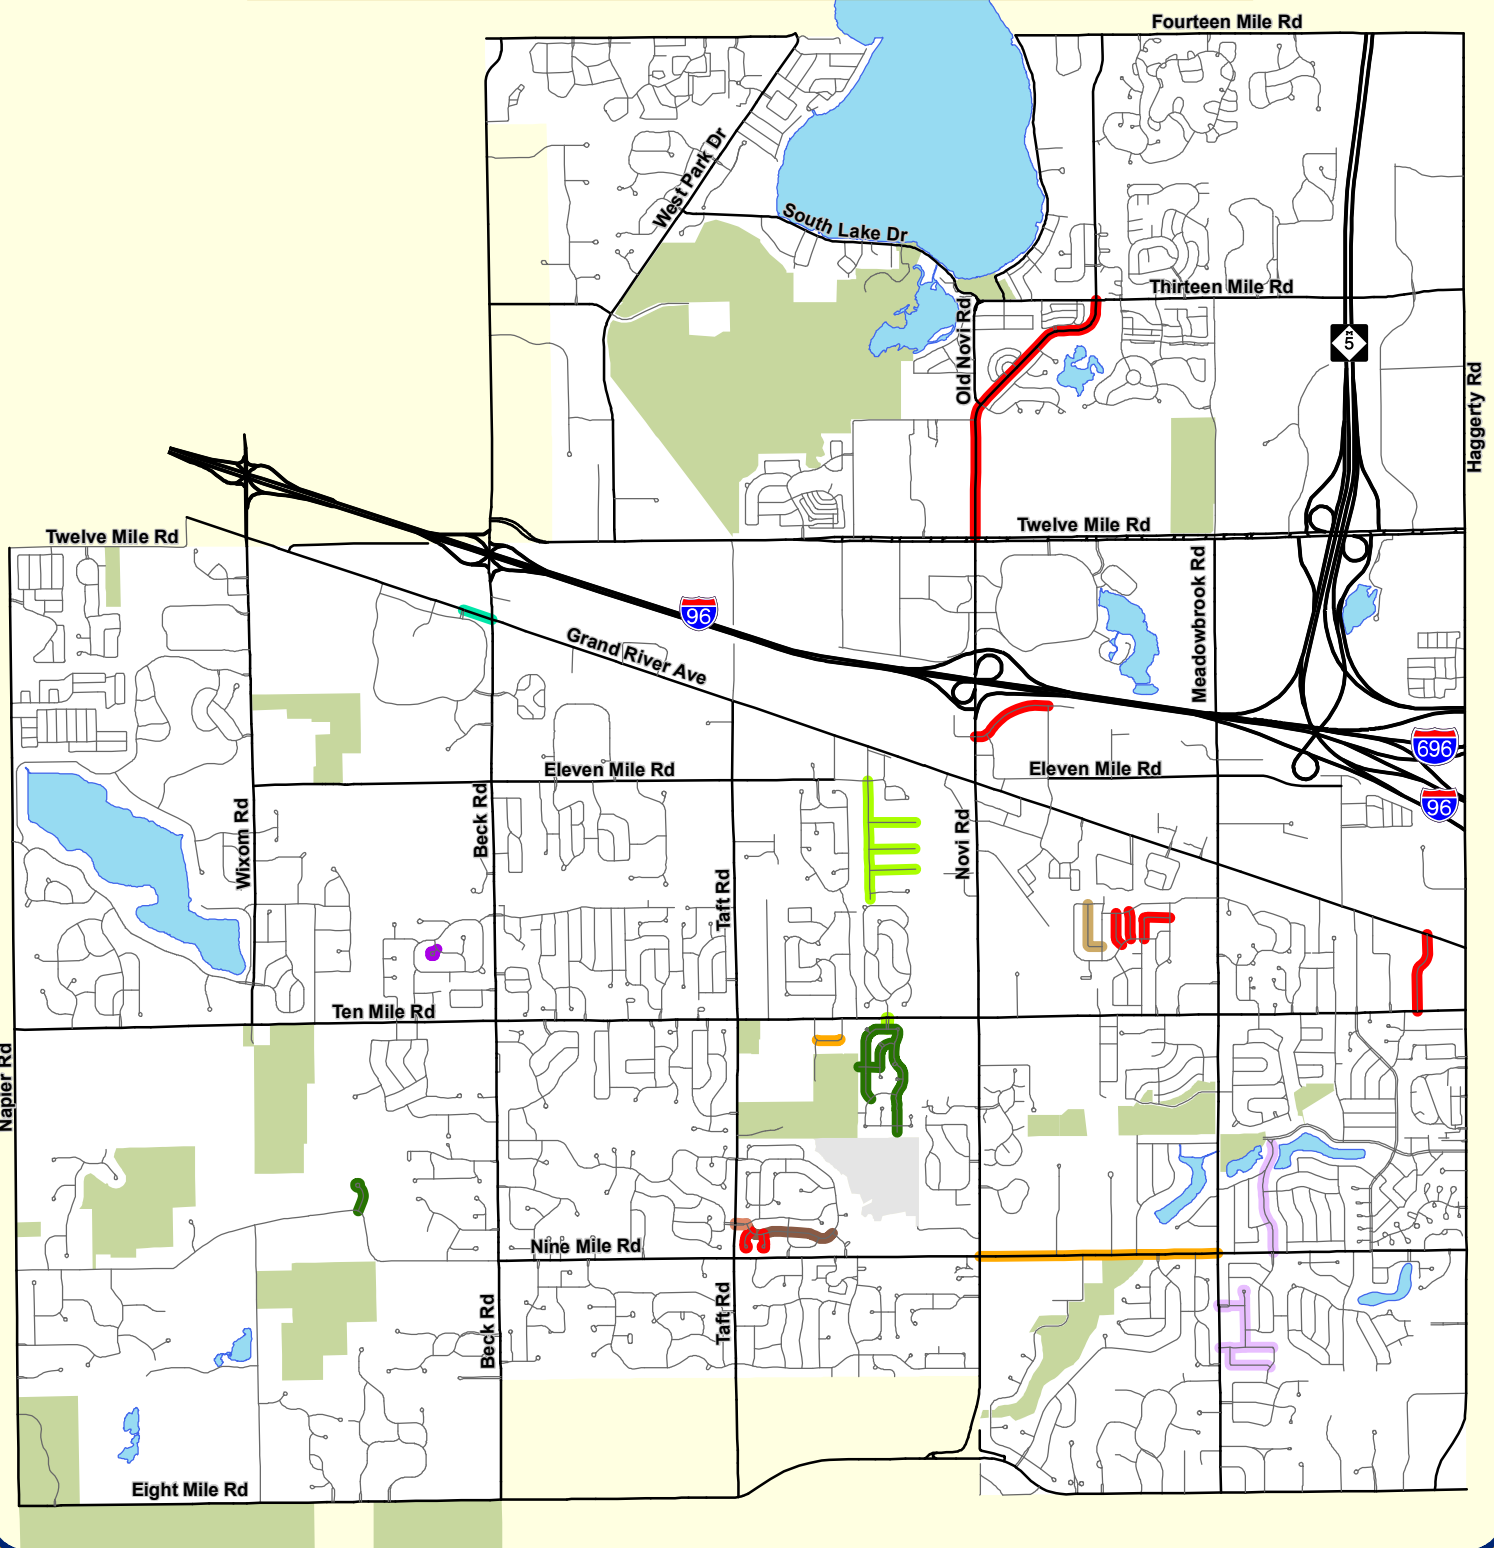 Fourteen Mile Rd
West Park Dr
South Lake Dr
Thirteen Mile Rd
Old Novi Rd
M
5
Haggerty Rd
Twelve Mile Rd
Twelve Mile Rd
Meadowbrook Rd
96
Grand River Ave
696
Eleven Mile Rd
Eleven Mile Rd
96
Wixom Rd
Beck Rd
Novi Rd
Taft Rd
Ten Mile Rd
Napier Rd
Nine Mile Rd
Beck Rd
Taft Rd
Eight Mile Rd